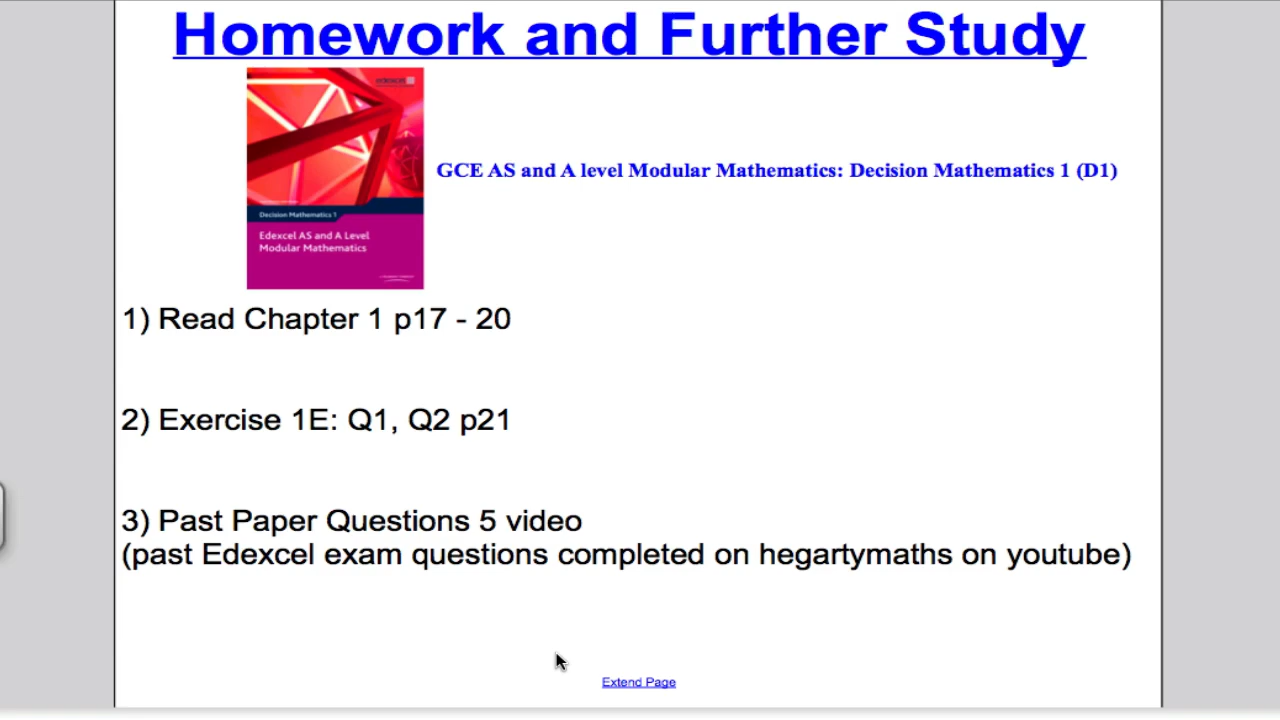 Homework and Further Study
edexcel
GCE AS and A level Modular Mathematics: Decision Mathematics 1 (D1)
Decision Mathematics 1
Edexcel AS and A Level
Modular Mathematics
1) Read Chapter 1 p17 - 20
2) Exercise 1E: Q1, Q2 p21
3) Past Paper Questions 5 video
(past Edexcel exam questions completed on hegartymaths on youtube)
Extend Page